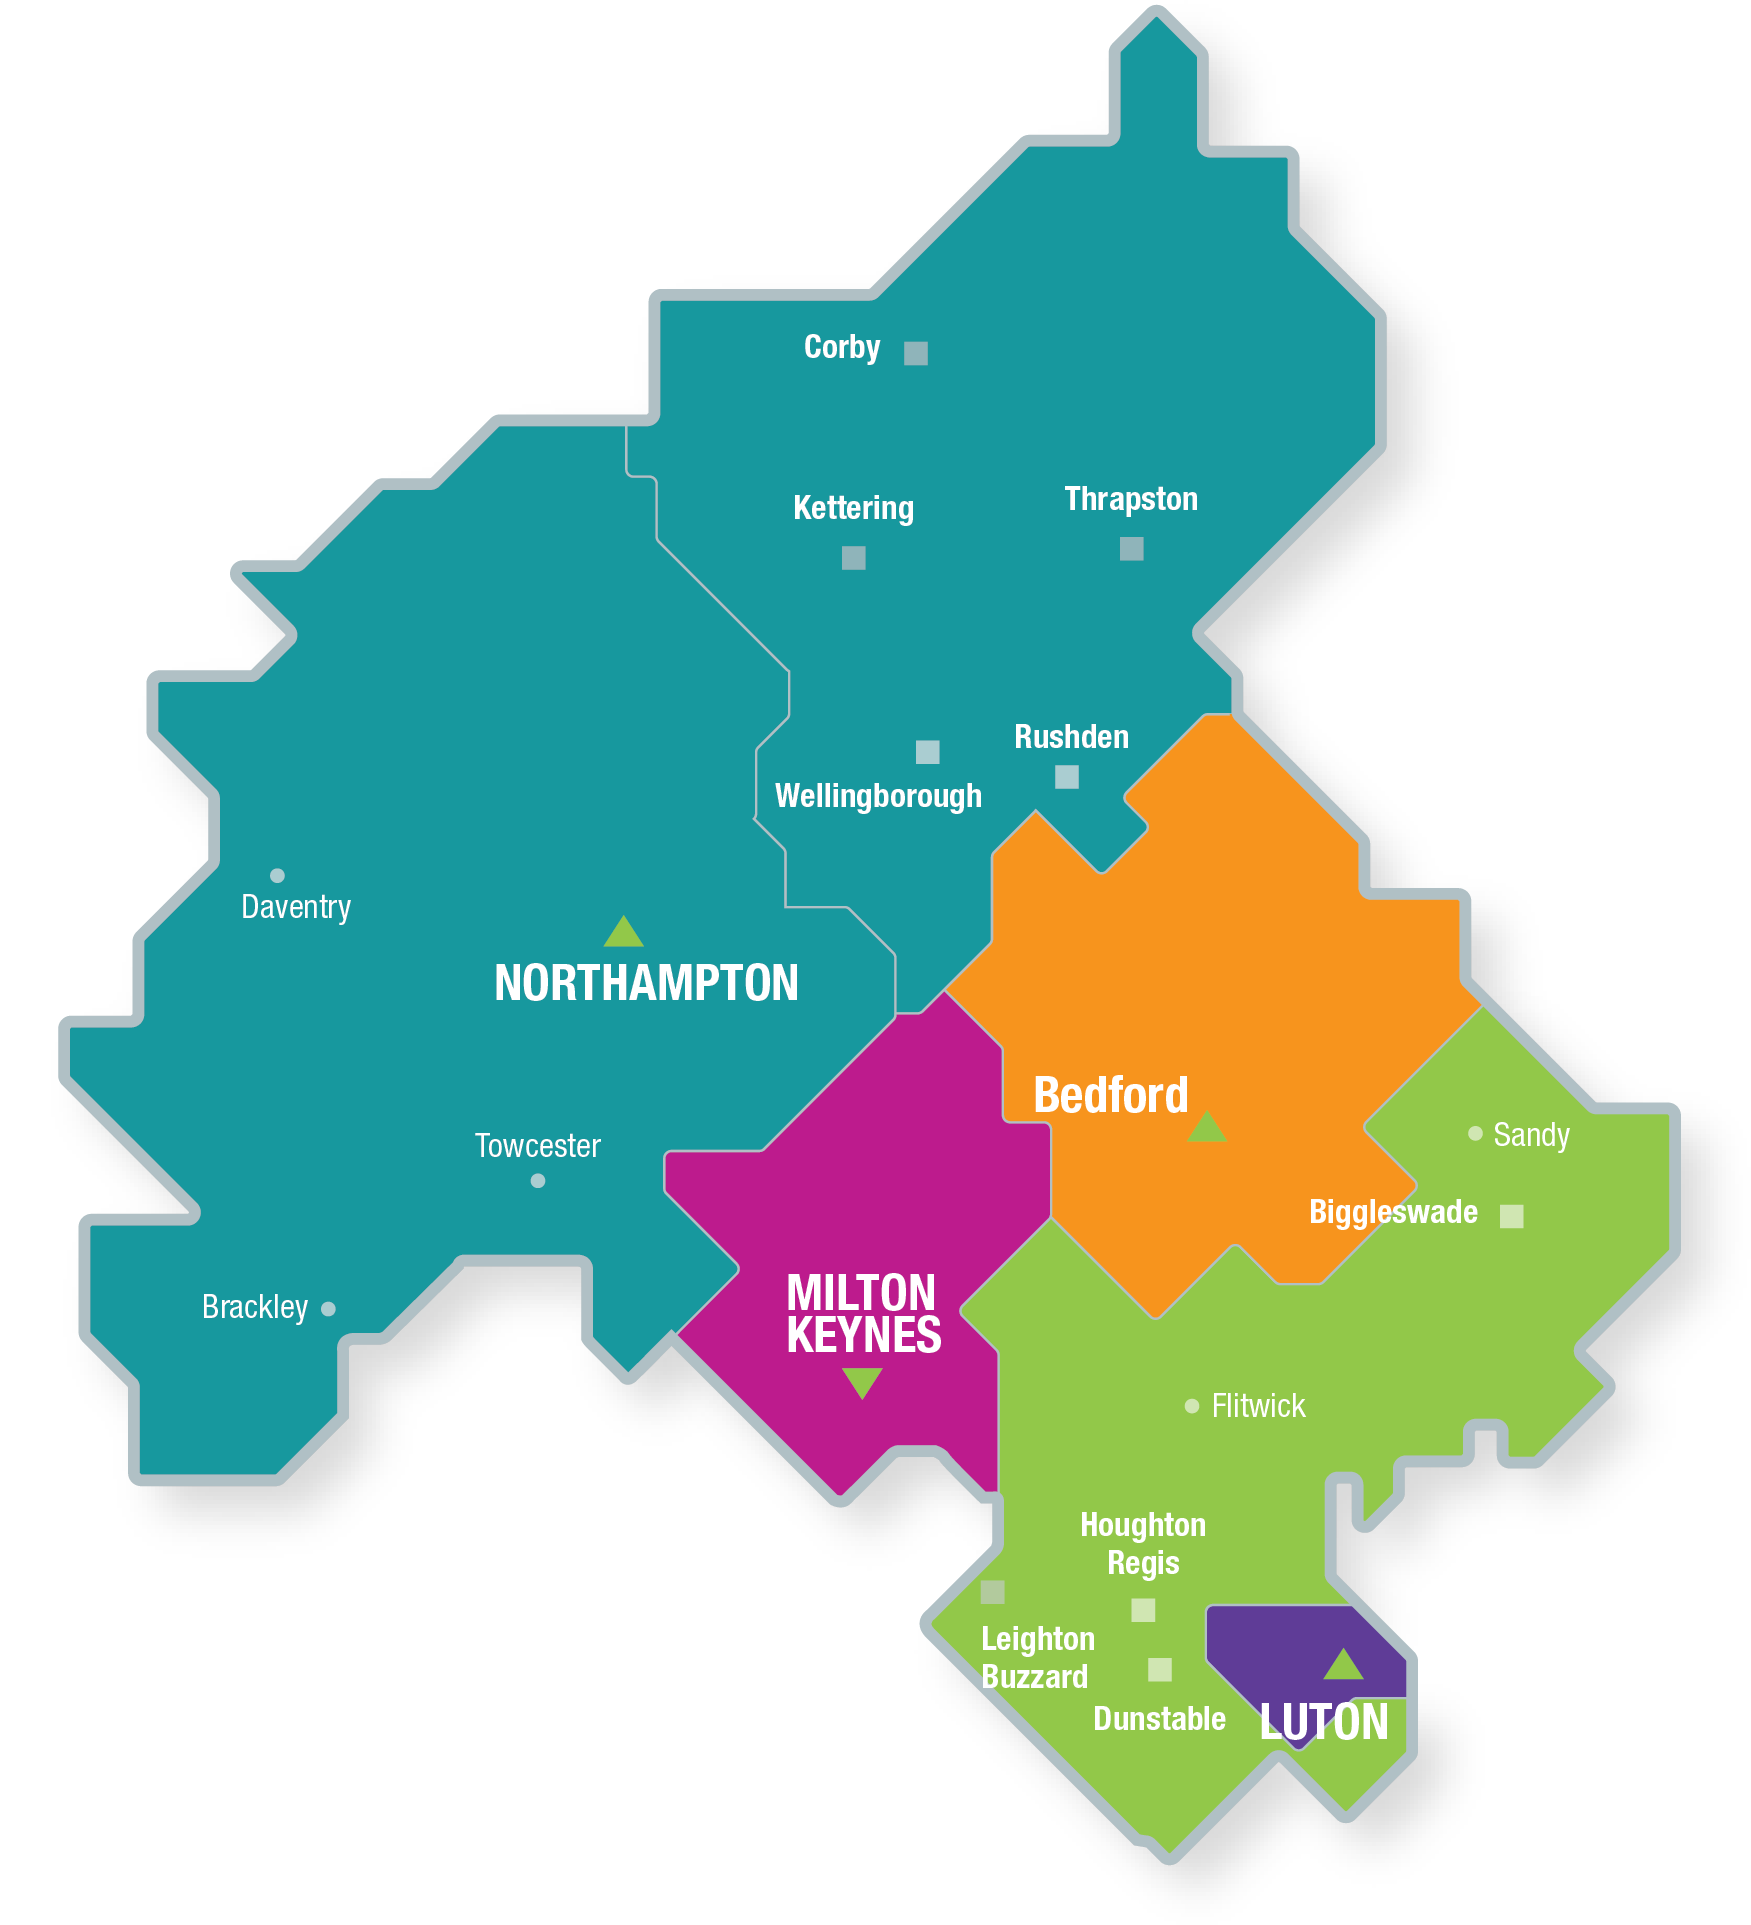 Corby
Kettering
Thrapston
Rushden
Wellingborough
Daventry
NORTHAMPTON
Bedford
Towcester
Sandy
Biggleswade
Brackley
MILTON
KEYNES
Flitwick
Houghton
Regis
Leighton
Buzzard
Dunstable
LUTON